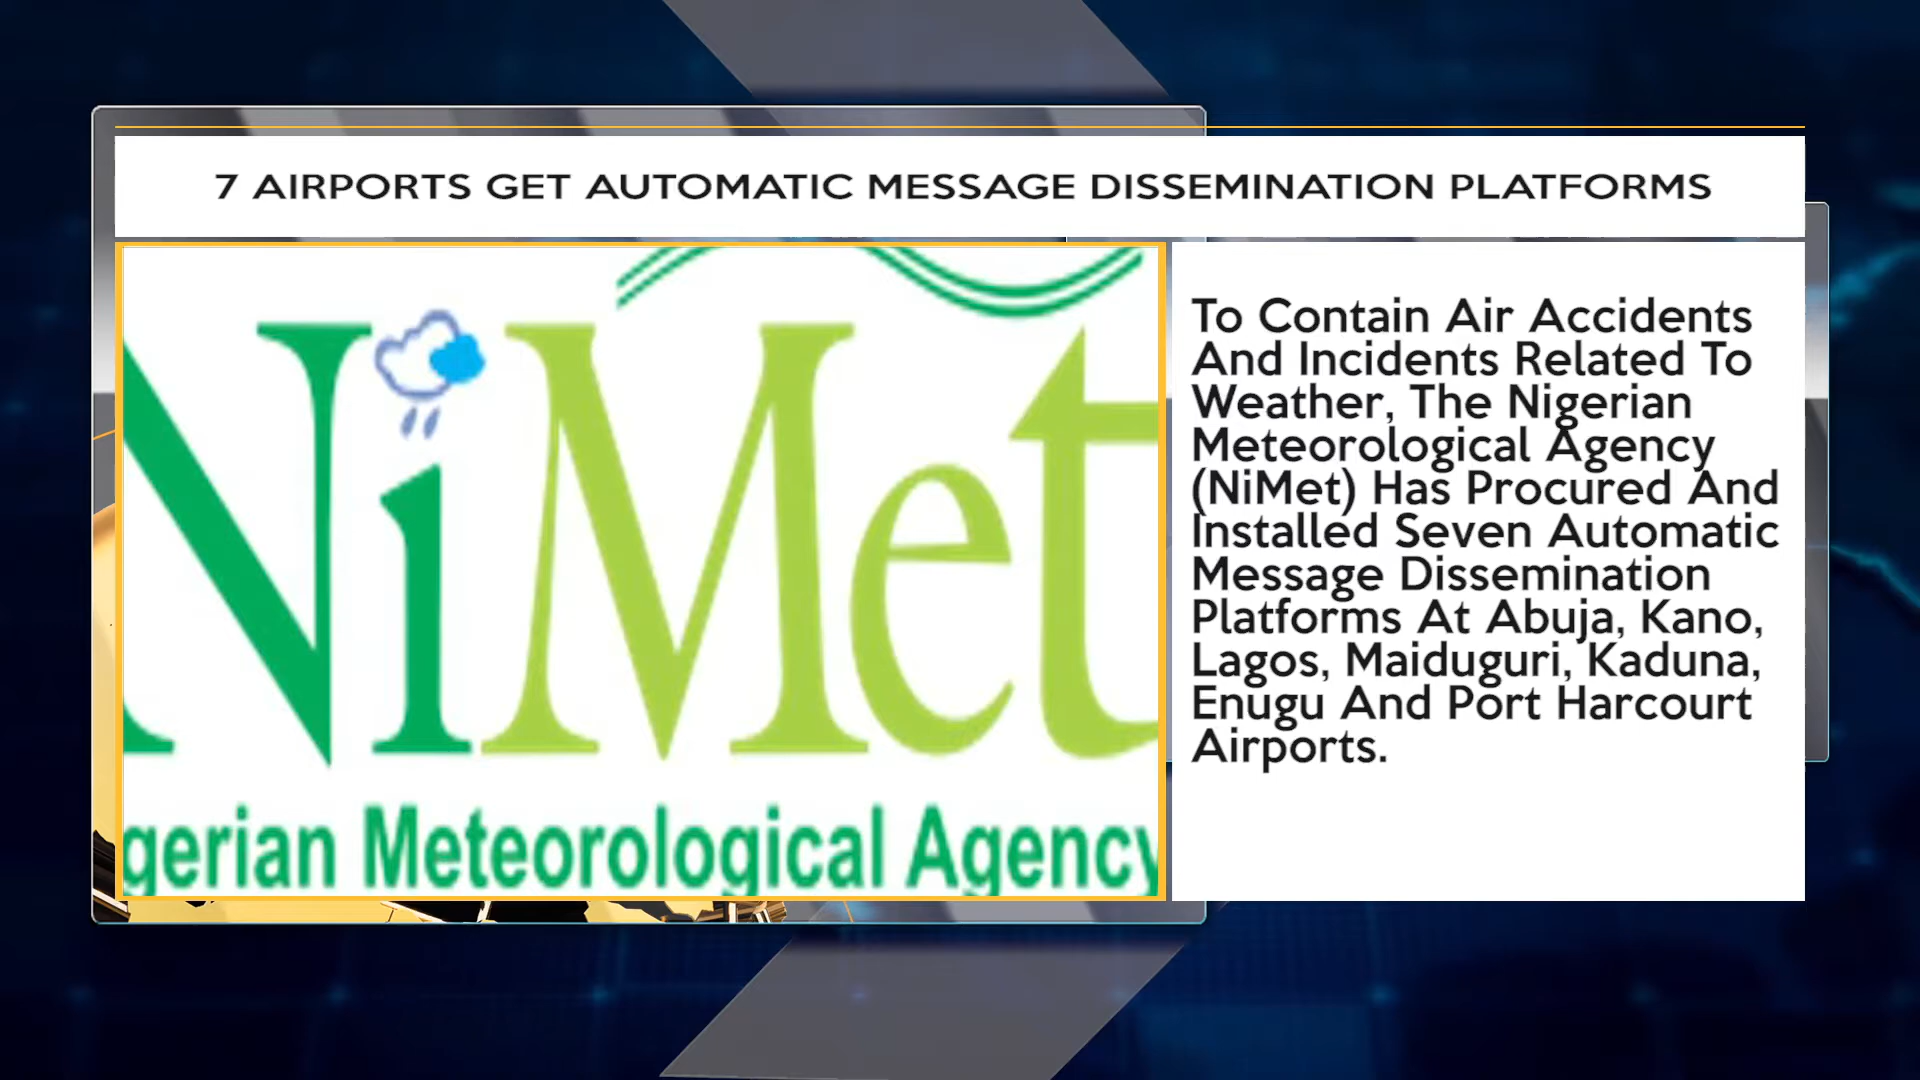 7 AIRPORTS GET AUTOMATIC MESSAGE DISSEMINATION PLATFORMS
NiMet
gerian Meteorological Agency
To Contain Air Accidents
And Incidents Related To
Weather, The Nigerian
Meteorological Agency
(NiMet) Has Procured And
Installed Seven Automatic
Message Dissemination
Platforms At Abuja, Kano,
Lagos, Maiduguri, Kaduna,
Enugu And Port Harcourt
Airports.